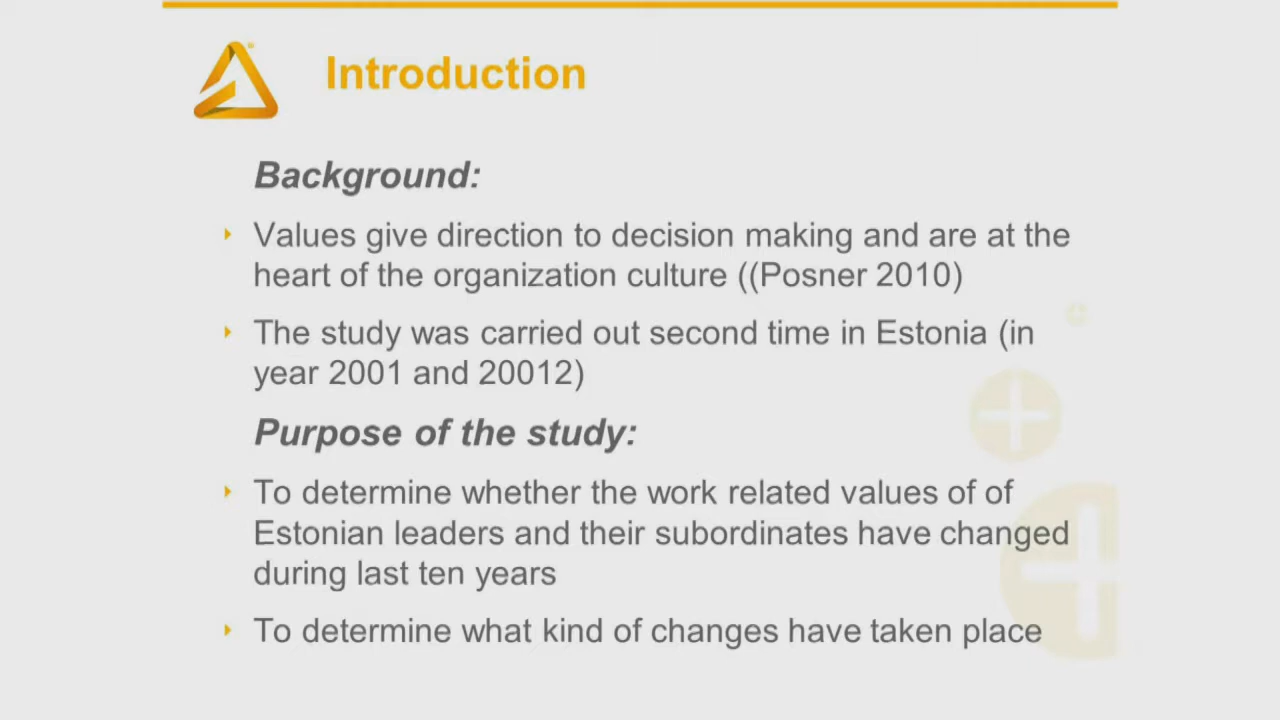 Introduction
Background:
Values give direction to decision making and are at the
heart of the organization culture ((Posner 2010)
The study was carried out second time in Estonia (in
year 2001 and 20012)
Purpose of the study:
To determine whether the work related values of of
Estonian leaders and their subordinates have changed
during last ten years
To determine what kind of changes have taken place